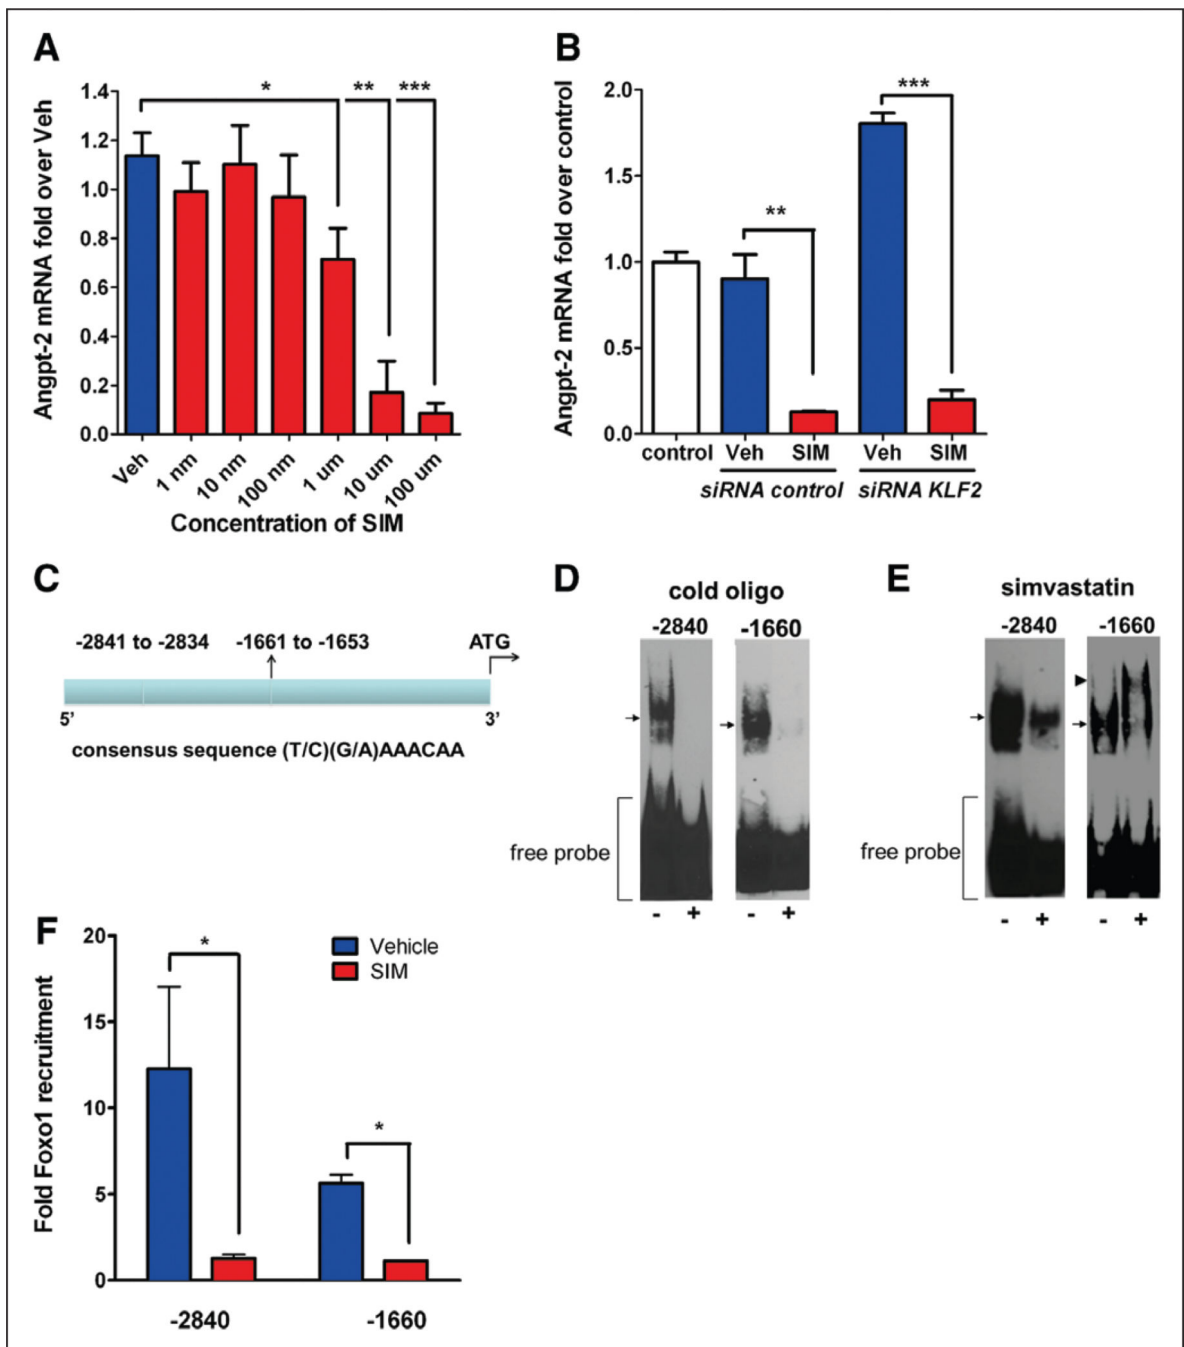 A
Angpt-2 mRNA fold over Veh
1.4
1.2
1.0
0.8
0.6
0.4
0.2
0.0
* ** ***
Veh 1 nm 10 nm 100 nm 1 um 10 um 100 um
Concentration of SIM
B
Angpt-2 mRNA fold over control
2.0
1.5
1.0
0.5
0.0
** ***
control Veh SIM Veh SIM
siRNA control siRNA KLF2
C
-2841 to -2834 -1661 to -1653 ATG
5' 3'
consensus sequence (T/C)(G/A)AAACAA
D
cold oligo
-2840 -1660
free probe
- + - +
E
simvastatin
-2840 -1660
free probe
- + - +
F
Fold Foxo1 recruitment
20
15
10
5
0
* *
Vehicle
SIM
-2840 -1660